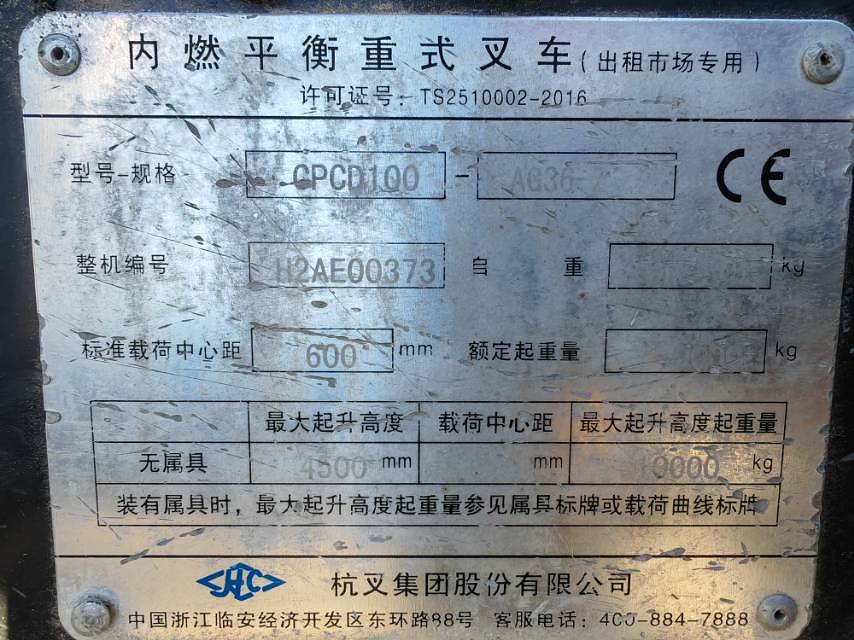 内燃平衡重式叉车(出租市场专用)
许可证号: TS2510002-2016
型号-规格 CPCD100 - AG36 CE
整机编号 H2AE00373 自重 kg
标准载荷中心距 600 mm 额定起重量 kg
最大起升高度 载荷中心距 最大起升高度起重量
无属具 4500 mm mm 10000 kg
装有属具时，最大起升高度起重量参见属具标牌或载荷曲线标牌
HC 杭叉集团股份有限公司
中国浙江临安经济开发区东环路88号 客服电话: 400-884-7888